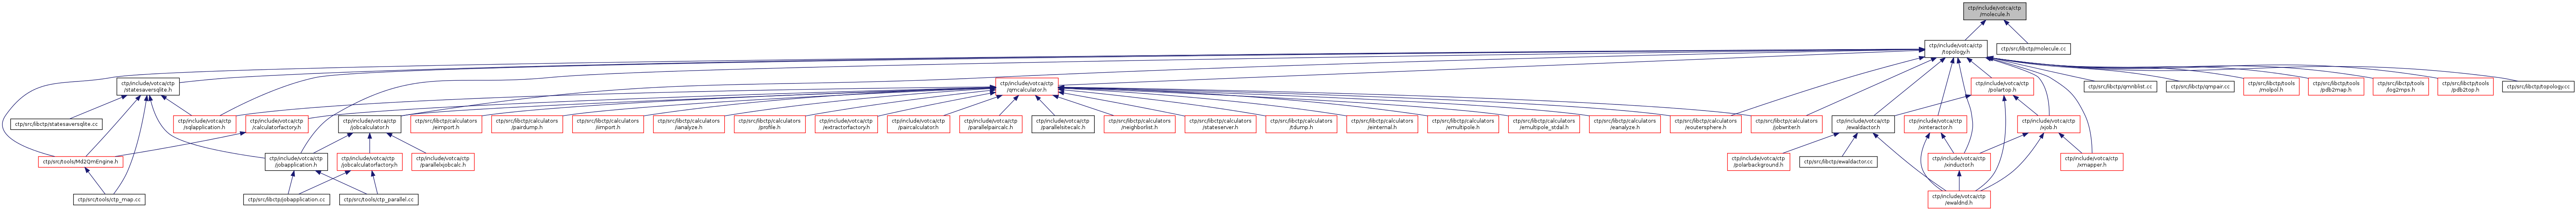 ctp/include/votca/ctp
/molecule.h
ctp/include/votca/ctp
/topology.h
ctp/src/libctp/molecule.cc
ctp/include/votca/ctp
/statesaversqlite.h
ctp/include/votca/ctp
/qmcalculator.h
ctp/include/votca/ctp
/polartop.h
ctp/src/libctp/qmnblist.cc
ctp/src/libctp/qmpair.cc
ctp/src/libctp/tools
/molpol.h
ctp/src/libctp/tools
/pdb2map.h
ctp/src/libctp/tools
/log2mps.h
ctp/src/libctp/tools
/pdb2top.h
ctp/src/libctp/topology.cc
ctp/src/libctp/statesaversqlite.cc
ctp/include/votca/ctp
/sqlapplication.h
ctp/include/votca/ctp
/calculatorfactory.h
ctp/include/votca/ctp
/jobcalculator.h
ctp/src/libctp/calculators
/eimport.h
ctp/src/libctp/calculators
/pairdump.h
ctp/src/libctp/calculators
/iimport.h
ctp/src/libctp/calculators
/ianalyze.h
ctp/src/libctp/calculators
/profile.h
ctp/include/votca/ctp
/extractorfactory.h
ctp/include/votca/ctp
/paircalculator.h
ctp/include/votca/ctp
/parallelpaircalc.h
ctp/include/votca/ctp
/parallelsitecalc.h
ctp/src/libctp/calculators
/neighborlist.h
ctp/src/libctp/calculators
/stateserver.h
ctp/src/libctp/calculators
/tdump.h
ctp/src/libctp/calculators
/einternal.h
ctp/src/libctp/calculators
/emultipole.h
ctp/src/libctp/calculators
/emultipole_stdal.h
ctp/src/libctp/calculators
/eanalyze.h
ctp/src/libctp/calculators
/eoutersphere.h
ctp/src/libctp/calculators
/jobwriter.h
ctp/include/votca/ctp
/ewaldactor.h
ctp/include/votca/ctp
/xinteractor.h
ctp/include/votca/ctp
/xjob.h
ctp/src/tools/Md2QmEngine.h
ctp/include/votca/ctp
/jobapplication.h
ctp/include/votca/ctp
/jobcalculatorfactory.h
ctp/include/votca/ctp
/parallelxjobcalc.h
ctp/include/votca/ctp
/polarbackground.h
ctp/src/libctp/ewaldactor.cc
ctp/include/votca/ctp
/xinductor.h
ctp/include/votca/ctp
/xmapper.h
ctp/src/tools/ctp_map.cc
ctp/src/libctp/jobapplication.cc
ctp/src/tools/ctp_parallel.cc
ctp/include/votca/ctp
/ewaldnd.h